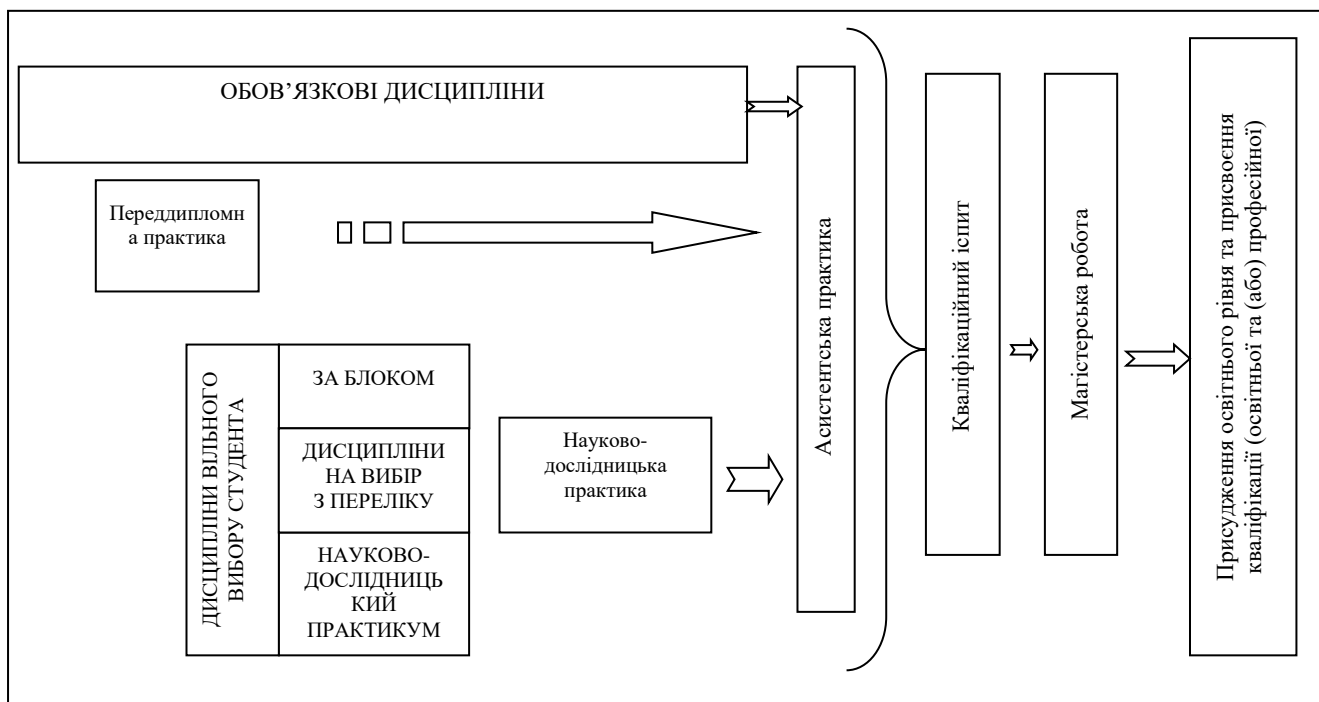 ОБОВ’ЯЗКОВІ ДИСЦИПЛІНИ
Переддипломн
а практика
ДИСЦИПЛІНИ ВІЛЬНОГО
ВИБОРУ СТУДЕНТА
ЗА БЛОКОМ
ДИСЦИПЛІНИ
НА ВИБІР
З ПЕРЕЛІКУ
НАУКОВО-
ДОСЛІДНИЦЬ
КИЙ
ПРАКТИКУМ
Науково-
дослідницька
практика
Асистентська практика
Кваліфікаційний іспит
Магістерська робота
Присудження освітнього рівня та присвоєння
кваліфікації (освітньої та (або) професійної)